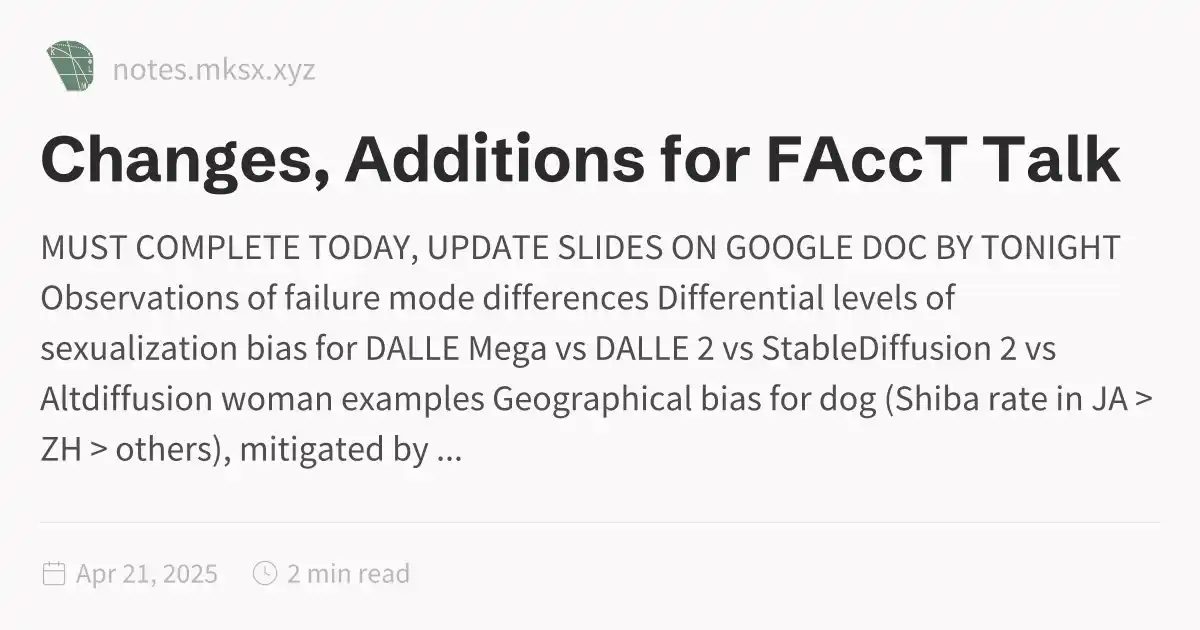 notes.mksx.xyz
Changes, Additions for FAccT Talk
MUST COMPLETE TODAY, UPDATE SLIDES ON GOOGLE DOC BY TONIGHT
Observations of failure mode differences Differential levels of
sexualization bias for DALLE Mega vs DALLE 2 vs StableDiffusion 2 vs
Altdiffusion woman examples Geographical bias for dog (Shiba rate in JA >
ZH > others), mitigated by ...
Apr 21, 2025 2 min read